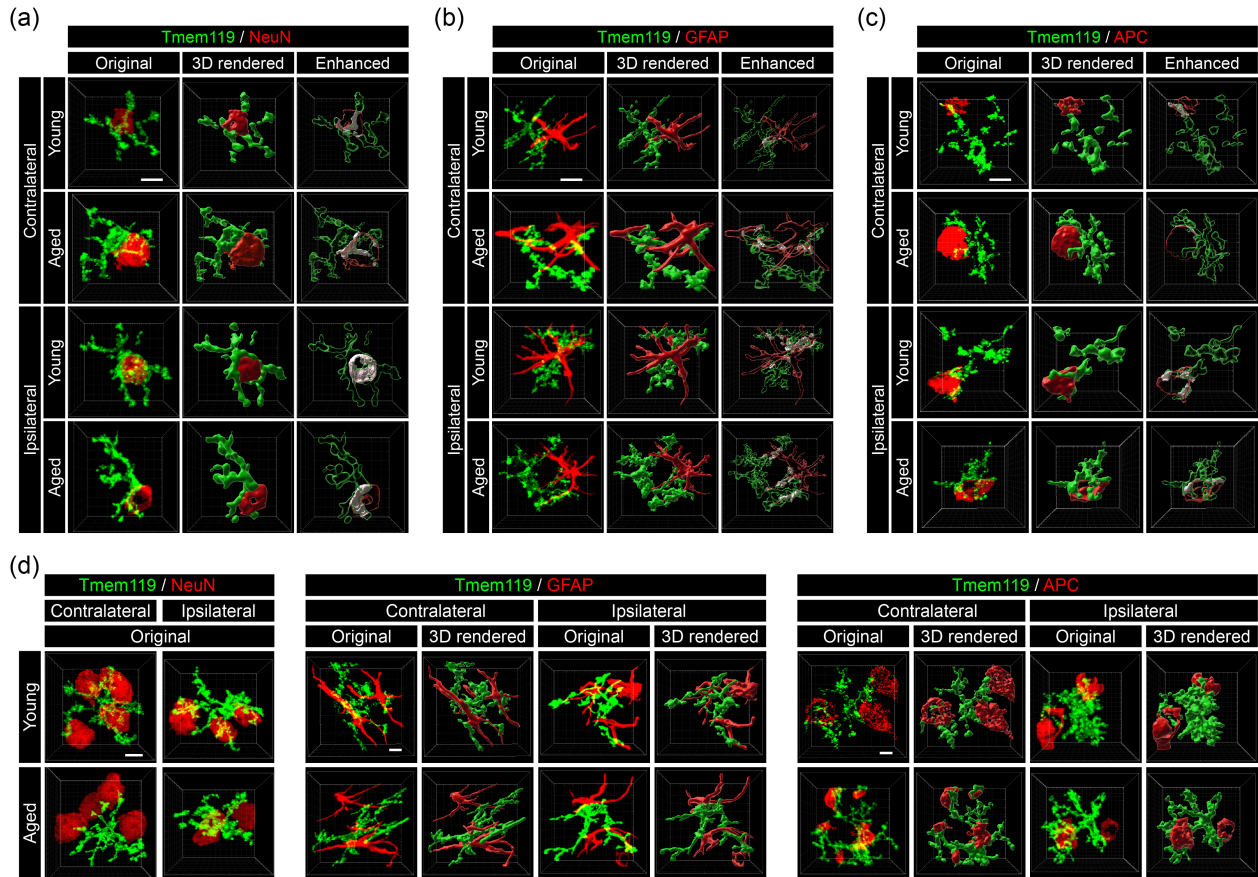 (a)
Tmem119 / NeuN
Original 3D rendered Enhanced
Contralateral
Young
Aged
Ipsilateral
Young
Aged
(b)
Tmem119 / GFAP
Original 3D rendered Enhanced
Contralateral
Young
Aged
Ipsilateral
Young
Aged
(c)
Tmem119 / APC
Original 3D rendered Enhanced
Contralateral
Young
Aged
Ipsilateral
Young
Aged
(d)
Tmem119 / NeuN
Contralateral Ipsilateral
Original
Young
Aged
Tmem119 / GFAP
Contralateral Ipsilateral
Original 3D rendered Original 3D rendered
Tmem119 / APC
Contralateral Ipsilateral
Original 3D rendered Original 3D rendered